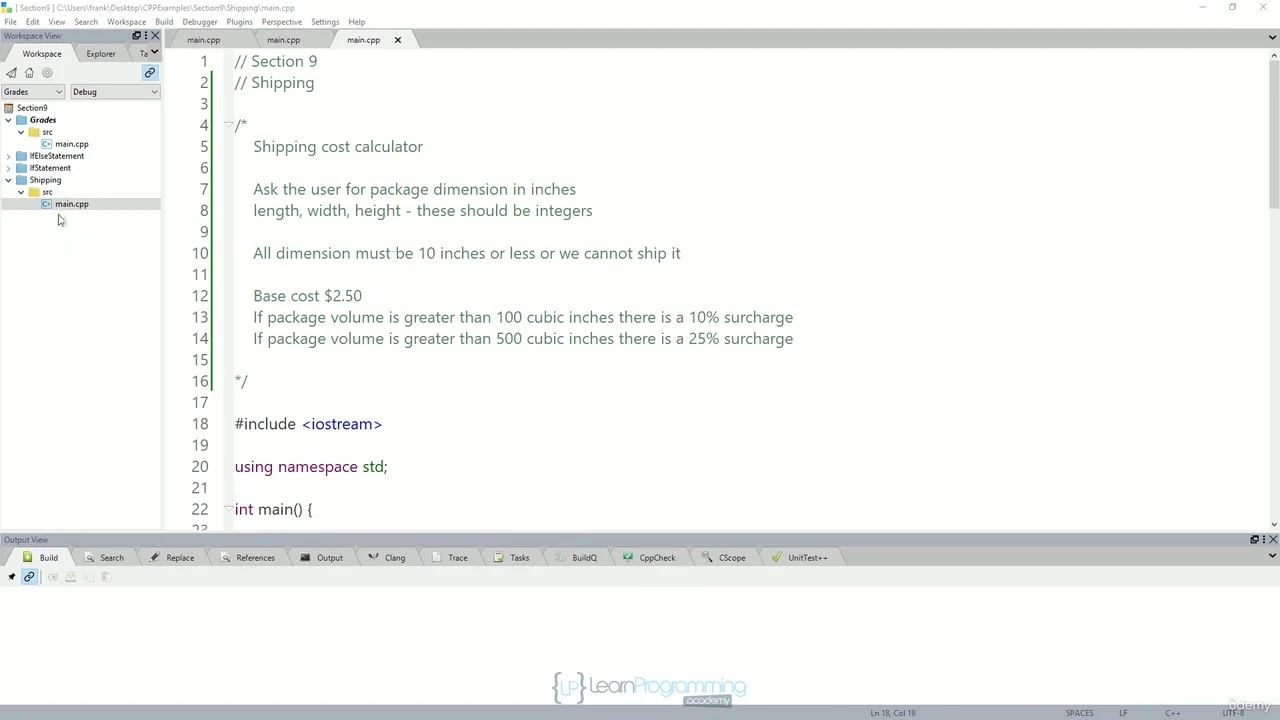 [ Section9 ] C:\Users\frank\Desktop\CPPExamples\Section9\Shipping\main.cpp
File Edit View Search Workspace Build Debugger Plugins Perspective Settings Help
Workspace View
main.cpp main.cpp main.cpp
Workspace Explorer Ta
Grades Debug
Section9
Grades
src
main.cpp
IfElseStatement
IfStatement
Shipping
src
main.cpp
1 // Section 9
2 // Shipping
3
4 /*
5 Shipping cost calculator
6
7 Ask the user for package dimension in inches
8 length, width, height - these should be integers
9
10 All dimension must be 10 inches or less or we cannot ship it
11
12 Base cost $2.50
13 If package volume is greater than 100 cubic inches there is a 10% surcharge
14 If package volume is greater than 500 cubic inches there is a 25% surcharge
15
16 */
17
18 #include <iostream>
19
20 using namespace std;
21
22 int main() {
23
Output View
Build Search Replace References Output Clang Trace Tasks BuildQ CppCheck CScope UnitTest++
{LP} LearnProgramming
academy
udemy
Ln 18, Col 19 SPACES LF C++ UTF-8